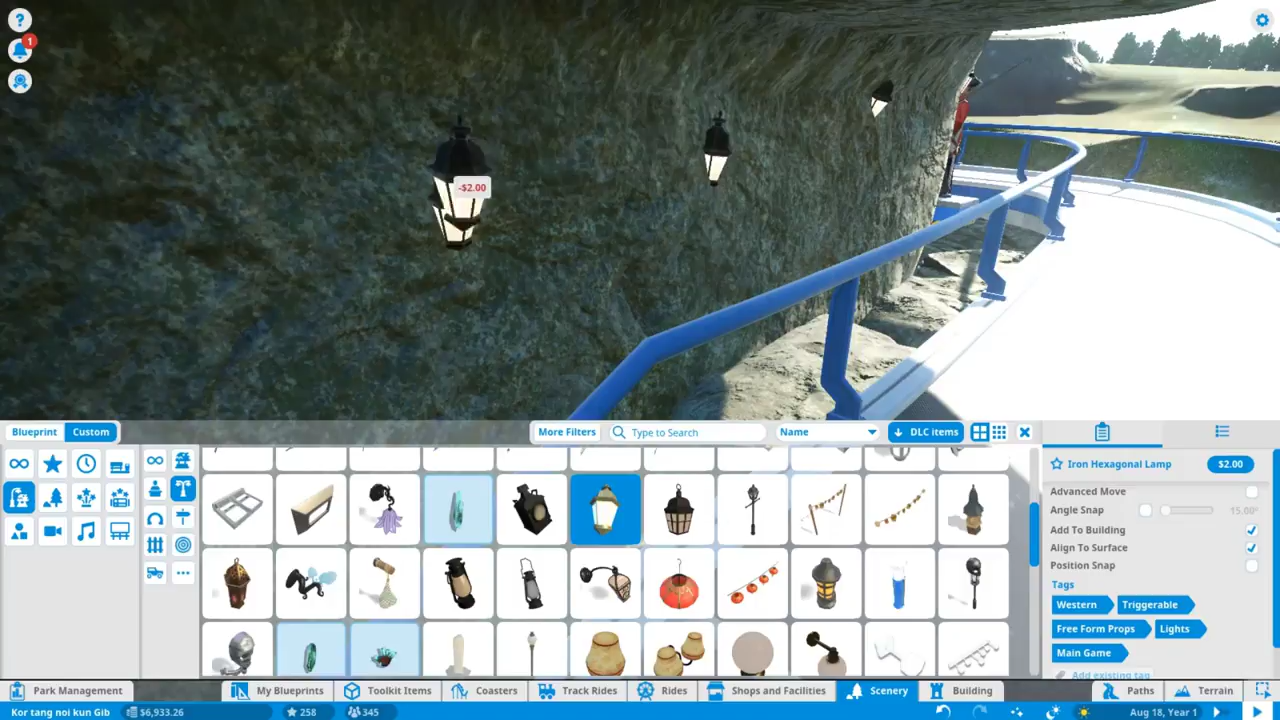 ?
1
-$2.00
Blueprint Custom More Filters Type to Search Name DLC items
Iron Hexagonal Lamp $2.00
Advanced Move
Angle Snap 15.00°
Add To Building
Align To Surface
Position Snap
Tags
Western Triggerable
Free Form Props Lights
Main Game
Add existing tag
Park Management My Blueprints Toolkit Items Coasters Track Rides Rides Shops and Facilities Scenery Building Paths Terrain
Kor tang noi kun Gib $6,933.26 258 345 Aug 18, Year 1